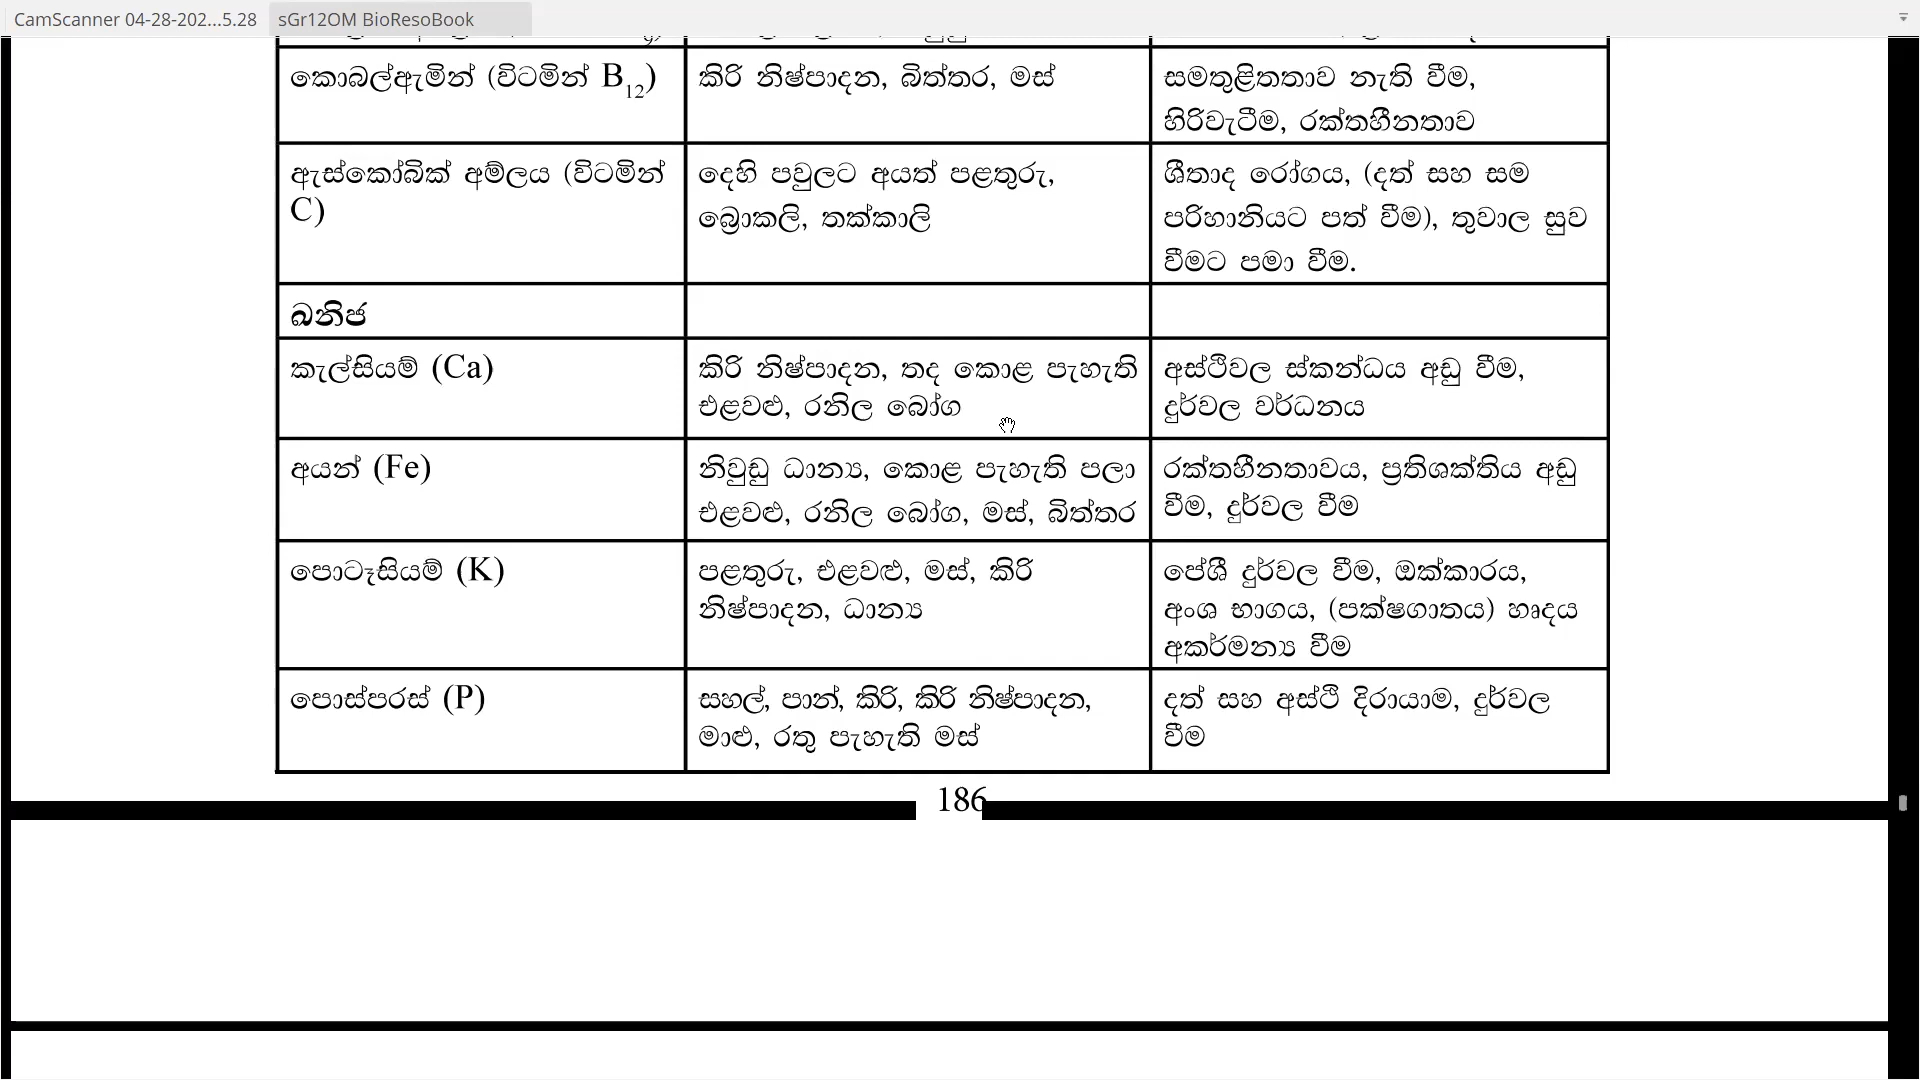 CamScanner 04-28-202...5.28
sGr12OM BioResoBook
කොබල්ඇමින් (විටමින් B12)
කිරි නිෂ්පාදන, බිත්තර, මස්
සමතුළිතතාව නැති වීම,
හිරිවැටීම, රක්තහීනතාව
ඇස්කෝබික් අම්ලය (විටමින්
C)
දෙහි පවුලට අයත් පළතුරු,
බ්‍රොකලි, තක්කාලි
ශීතාද රෝගය, (දත් සහ සම
පරිහානියට පත් වීම), තුවාල සුව
වීමට පමා වීම.
ඛනිජ
කැල්සියම් (Ca)
කිරි නිෂ්පාදන, තද කොළ පැහැති
එළවළු, රනිල බෝග
අස්ථිවල ස්කන්ධය අඩු වීම,
දුර්වල වර්ධනය
අයන් (Fe)
නිවුඩු ධාන්‍ය, කොළ පැහැති පලා
එළවළු, රනිල බෝග, මස්, බිත්තර
රක්තහීනතාවය, ප්‍රතිශක්තිය අඩු
වීම, දුර්වල වීම
පොටෑසියම් (K)
පළතුරු, එළවළු, මස්, කිරි
නිෂ්පාදන, ධාන්‍ය
පේශී දුර්වල වීම, ඔක්කාරය,
අංශ භාගය, (පක්ෂගාතය) හෘදය
අකර්මන්‍ය වීම
පොස්පරස් (P)
සහල්, පාන්, කිරි, කිරි නිෂ්පාදන,
මාළු, රතු පැහැති මස්
දත් සහ අස්ථි දිරායාම, දුර්වල
වීම
186